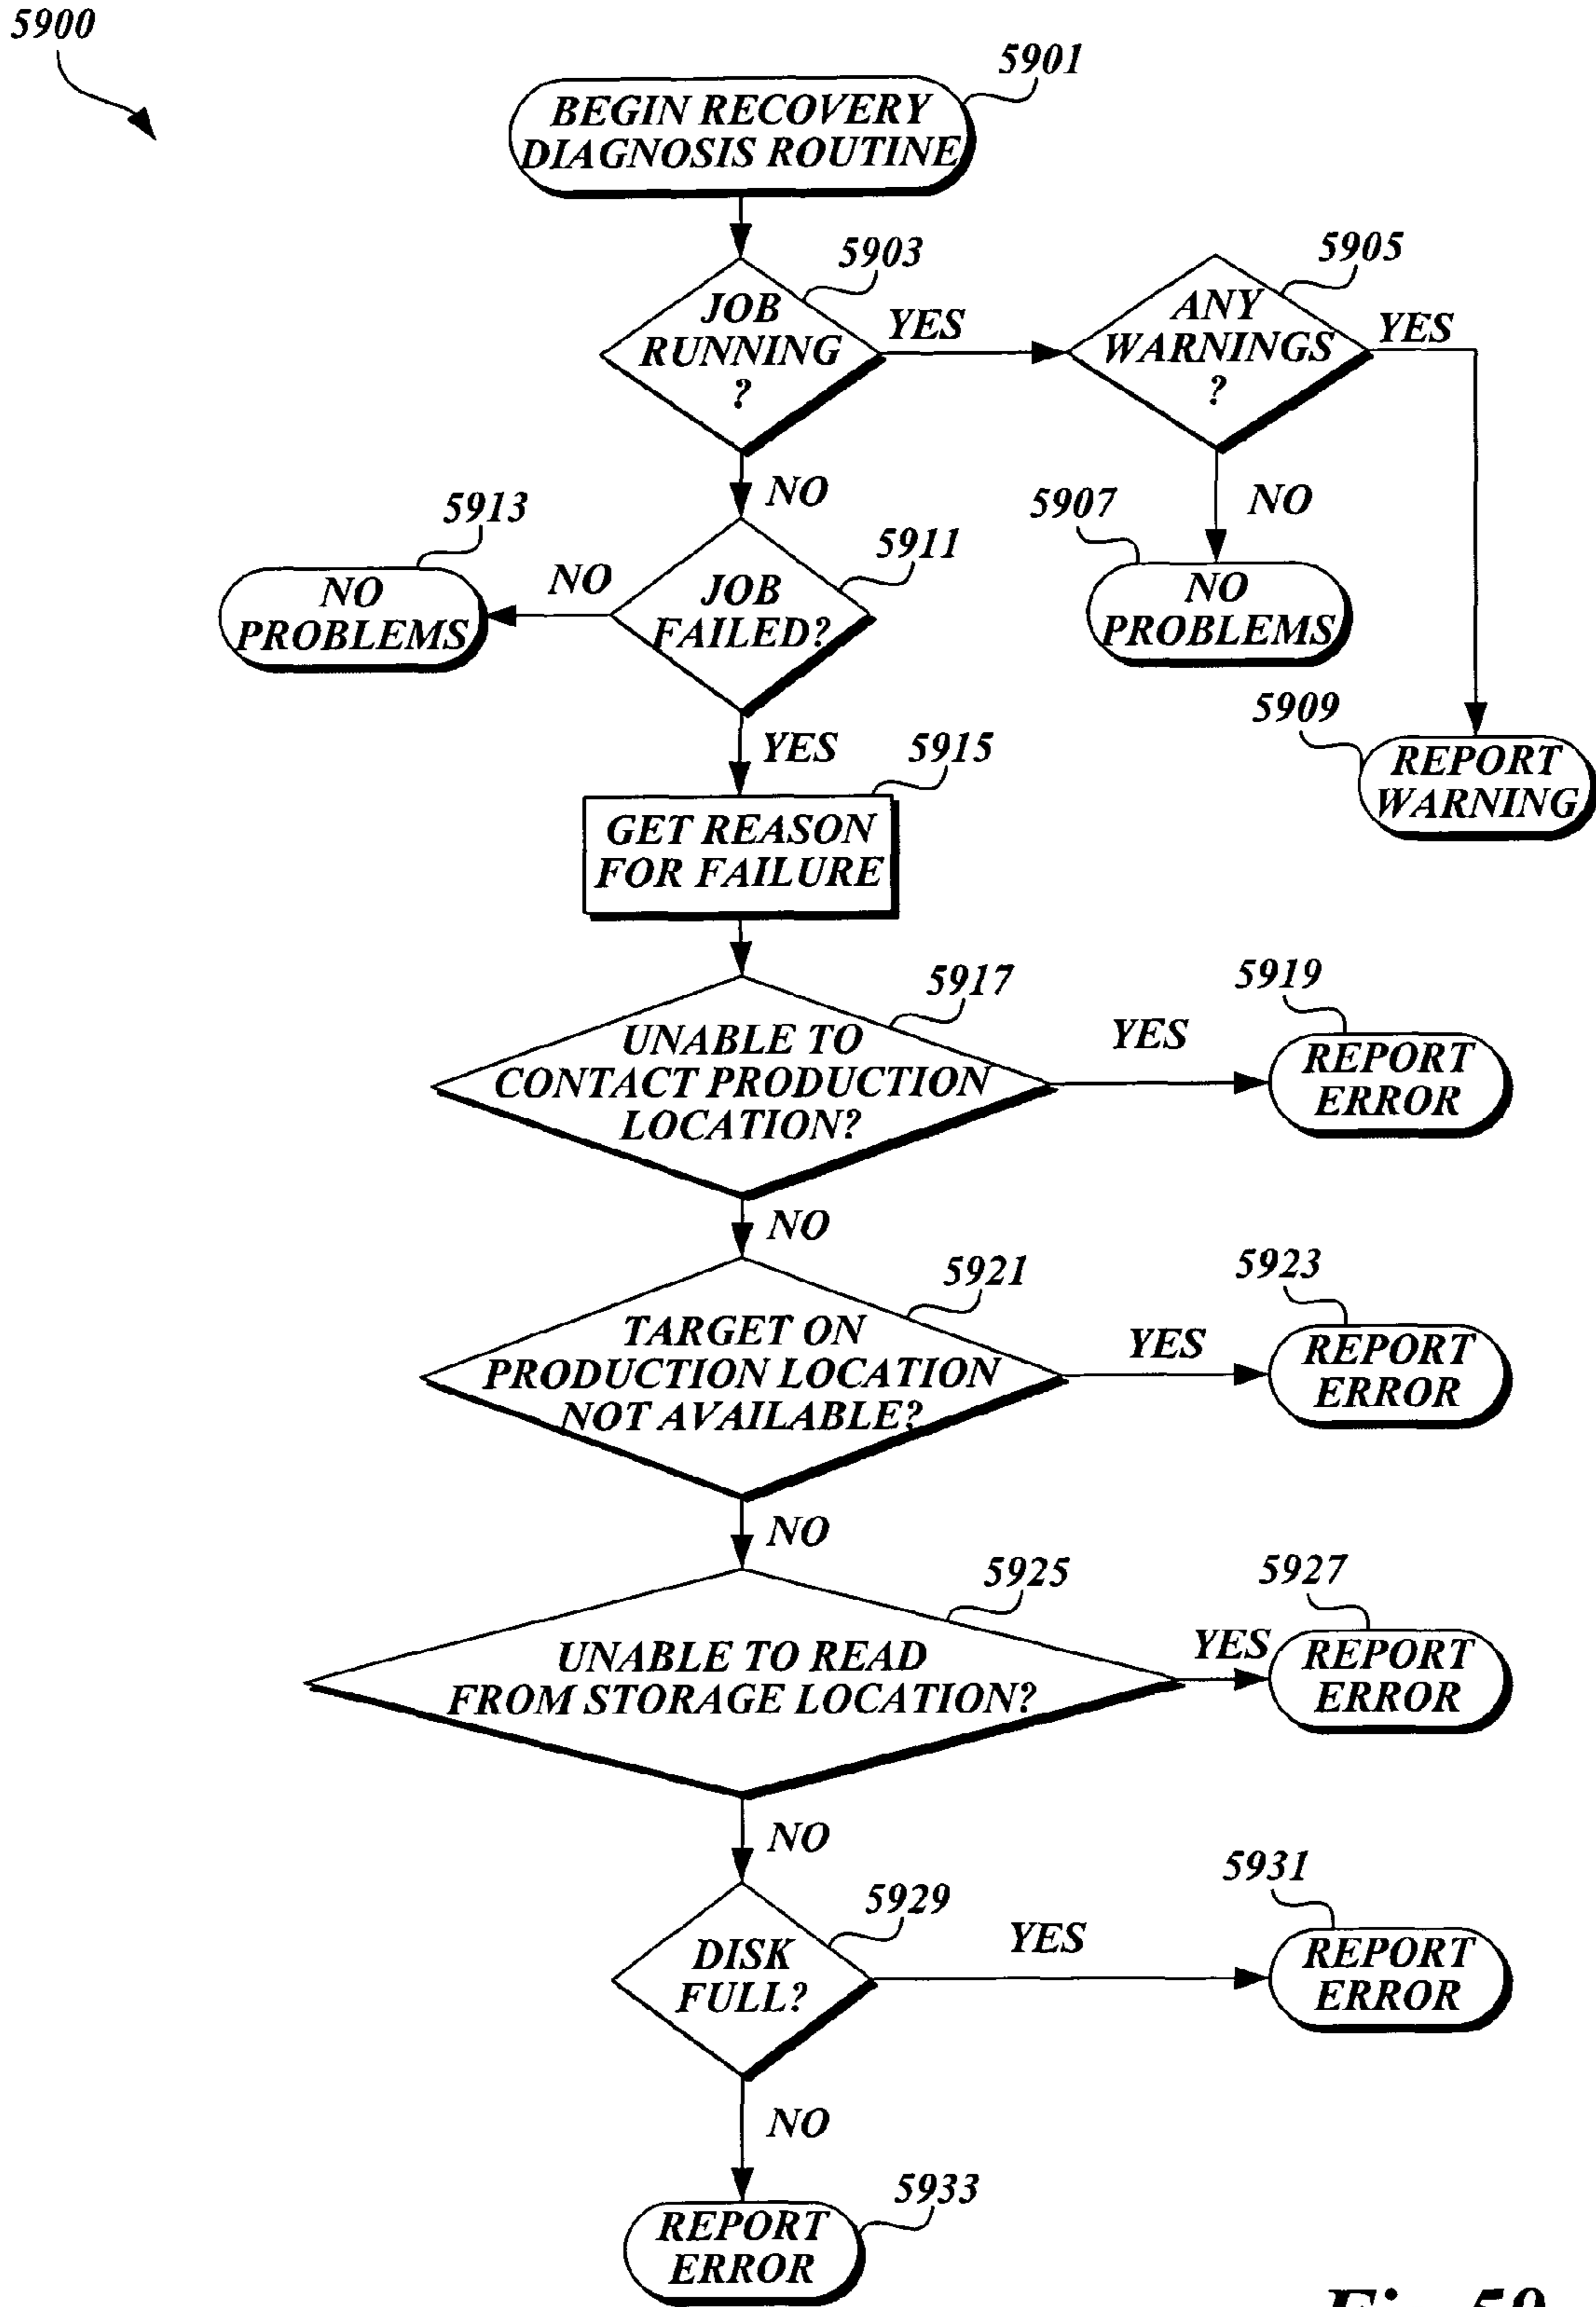 5900
5901
BEGIN RECOVERY
DIAGNOSIS ROUTINE
5903
JOB
RUNNING
?
YES
5905
ANY
WARNINGS
?
YES
NO
5907
NO
PROBLEMS
5909
REPORT
WARNING
NO
5911
JOB
FAILED?
NO
5913
NO
PROBLEMS
YES
5915
GET REASON
FOR FAILURE
5917
UNABLE TO
CONTACT PRODUCTION
LOCATION?
YES
5919
REPORT
ERROR
NO
5921
TARGET ON
PRODUCTION LOCATION
NOT AVAILABLE?
YES
5923
REPORT
ERROR
NO
5925
UNABLE TO READ
FROM STORAGE LOCATION?
YES
5927
REPORT
ERROR
NO
5929
DISK
FULL?
YES
5931
REPORT
ERROR
NO
5933
REPORT
ERROR